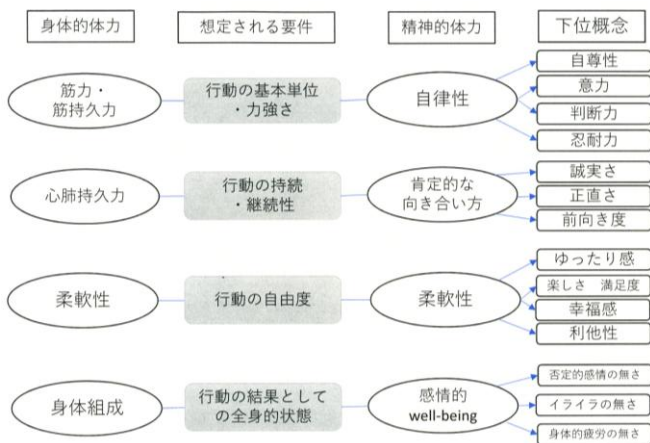 身体的体力
想定される要件
精神的体力
下位概念
筋力・
筋持久力
行動の基本単位
・力強さ
自律性
自尊性
意力
判断力
忍耐力
心肺持久力
行動の持続
・継続性
肯定的な
向き合い方
誠実さ
正直さ
前向き度
柔軟性
行動の自由度
柔軟性
ゆったり感
楽しさ　満足度
幸福感
利他性
身体組成
行動の結果として
の全身的状態
感情的
well-being
否定的感情の無さ
イライラの無さ
身体的疲労の無さ